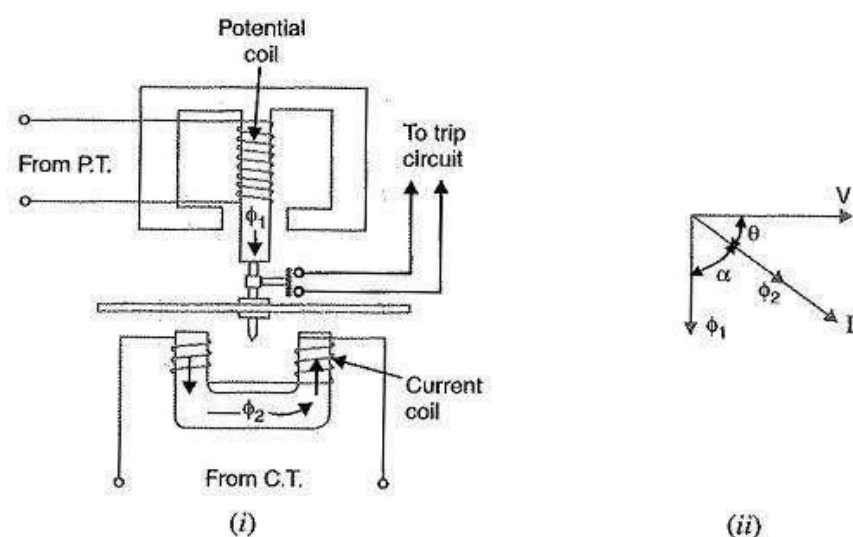 Potential
coil
From P.T.
To trip
circuit
ϕ1
V
θ
α
ϕ2
I
ϕ1
Current
coil
ϕ2
From C.T.
(i)
(ii)